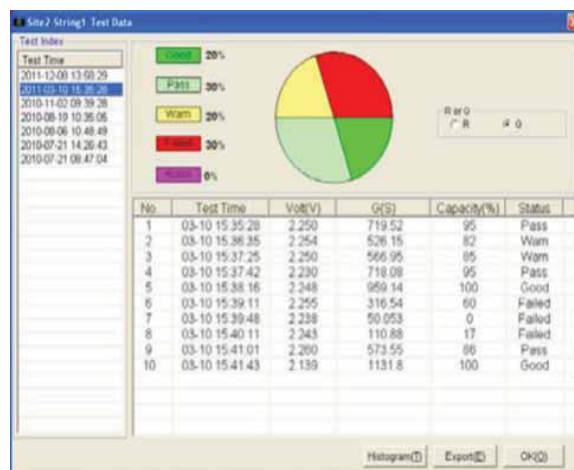 Site2-String1 Test Data
Test Index
Test Time
2011-12-08 13:50:29
2011-03-10 15:35:28
2010-11-02 09:39:28
2010-08-19 10:35:05
2010-08-06 10:48:49
2010-07-21 14:26:43
2010-07-21 08:47:04
Good 20%
Pass 30%
Warn 20%
Failed 30%
0%
R or G
R G
No. Test Time Volt(V) G(S) Capacity(%) Status
1 03-10 15:35:28 2.250 719.52 95 Pass
2 03-10 15:36:35 2.254 526.15 82 Warn
3 03-10 15:37:25 2.250 566.95 85 Warn
4 03-10 15:37:42 2.230 718.08 95 Pass
5 03-10 15:38:16 2.248 959.14 100 Good
6 03-10 15:39:11 2.255 316.54 60 Failed
7 03-10 15:39:48 2.238 50.053 0 Failed
8 03-10 15:40:11 2.243 110.88 17 Failed
9 03-10 15:41:01 2.260 573.55 86 Pass
10 03-10 15:41:43 2.139 1131.8 100 Good
Histogram(T) Export(E) OK(O)